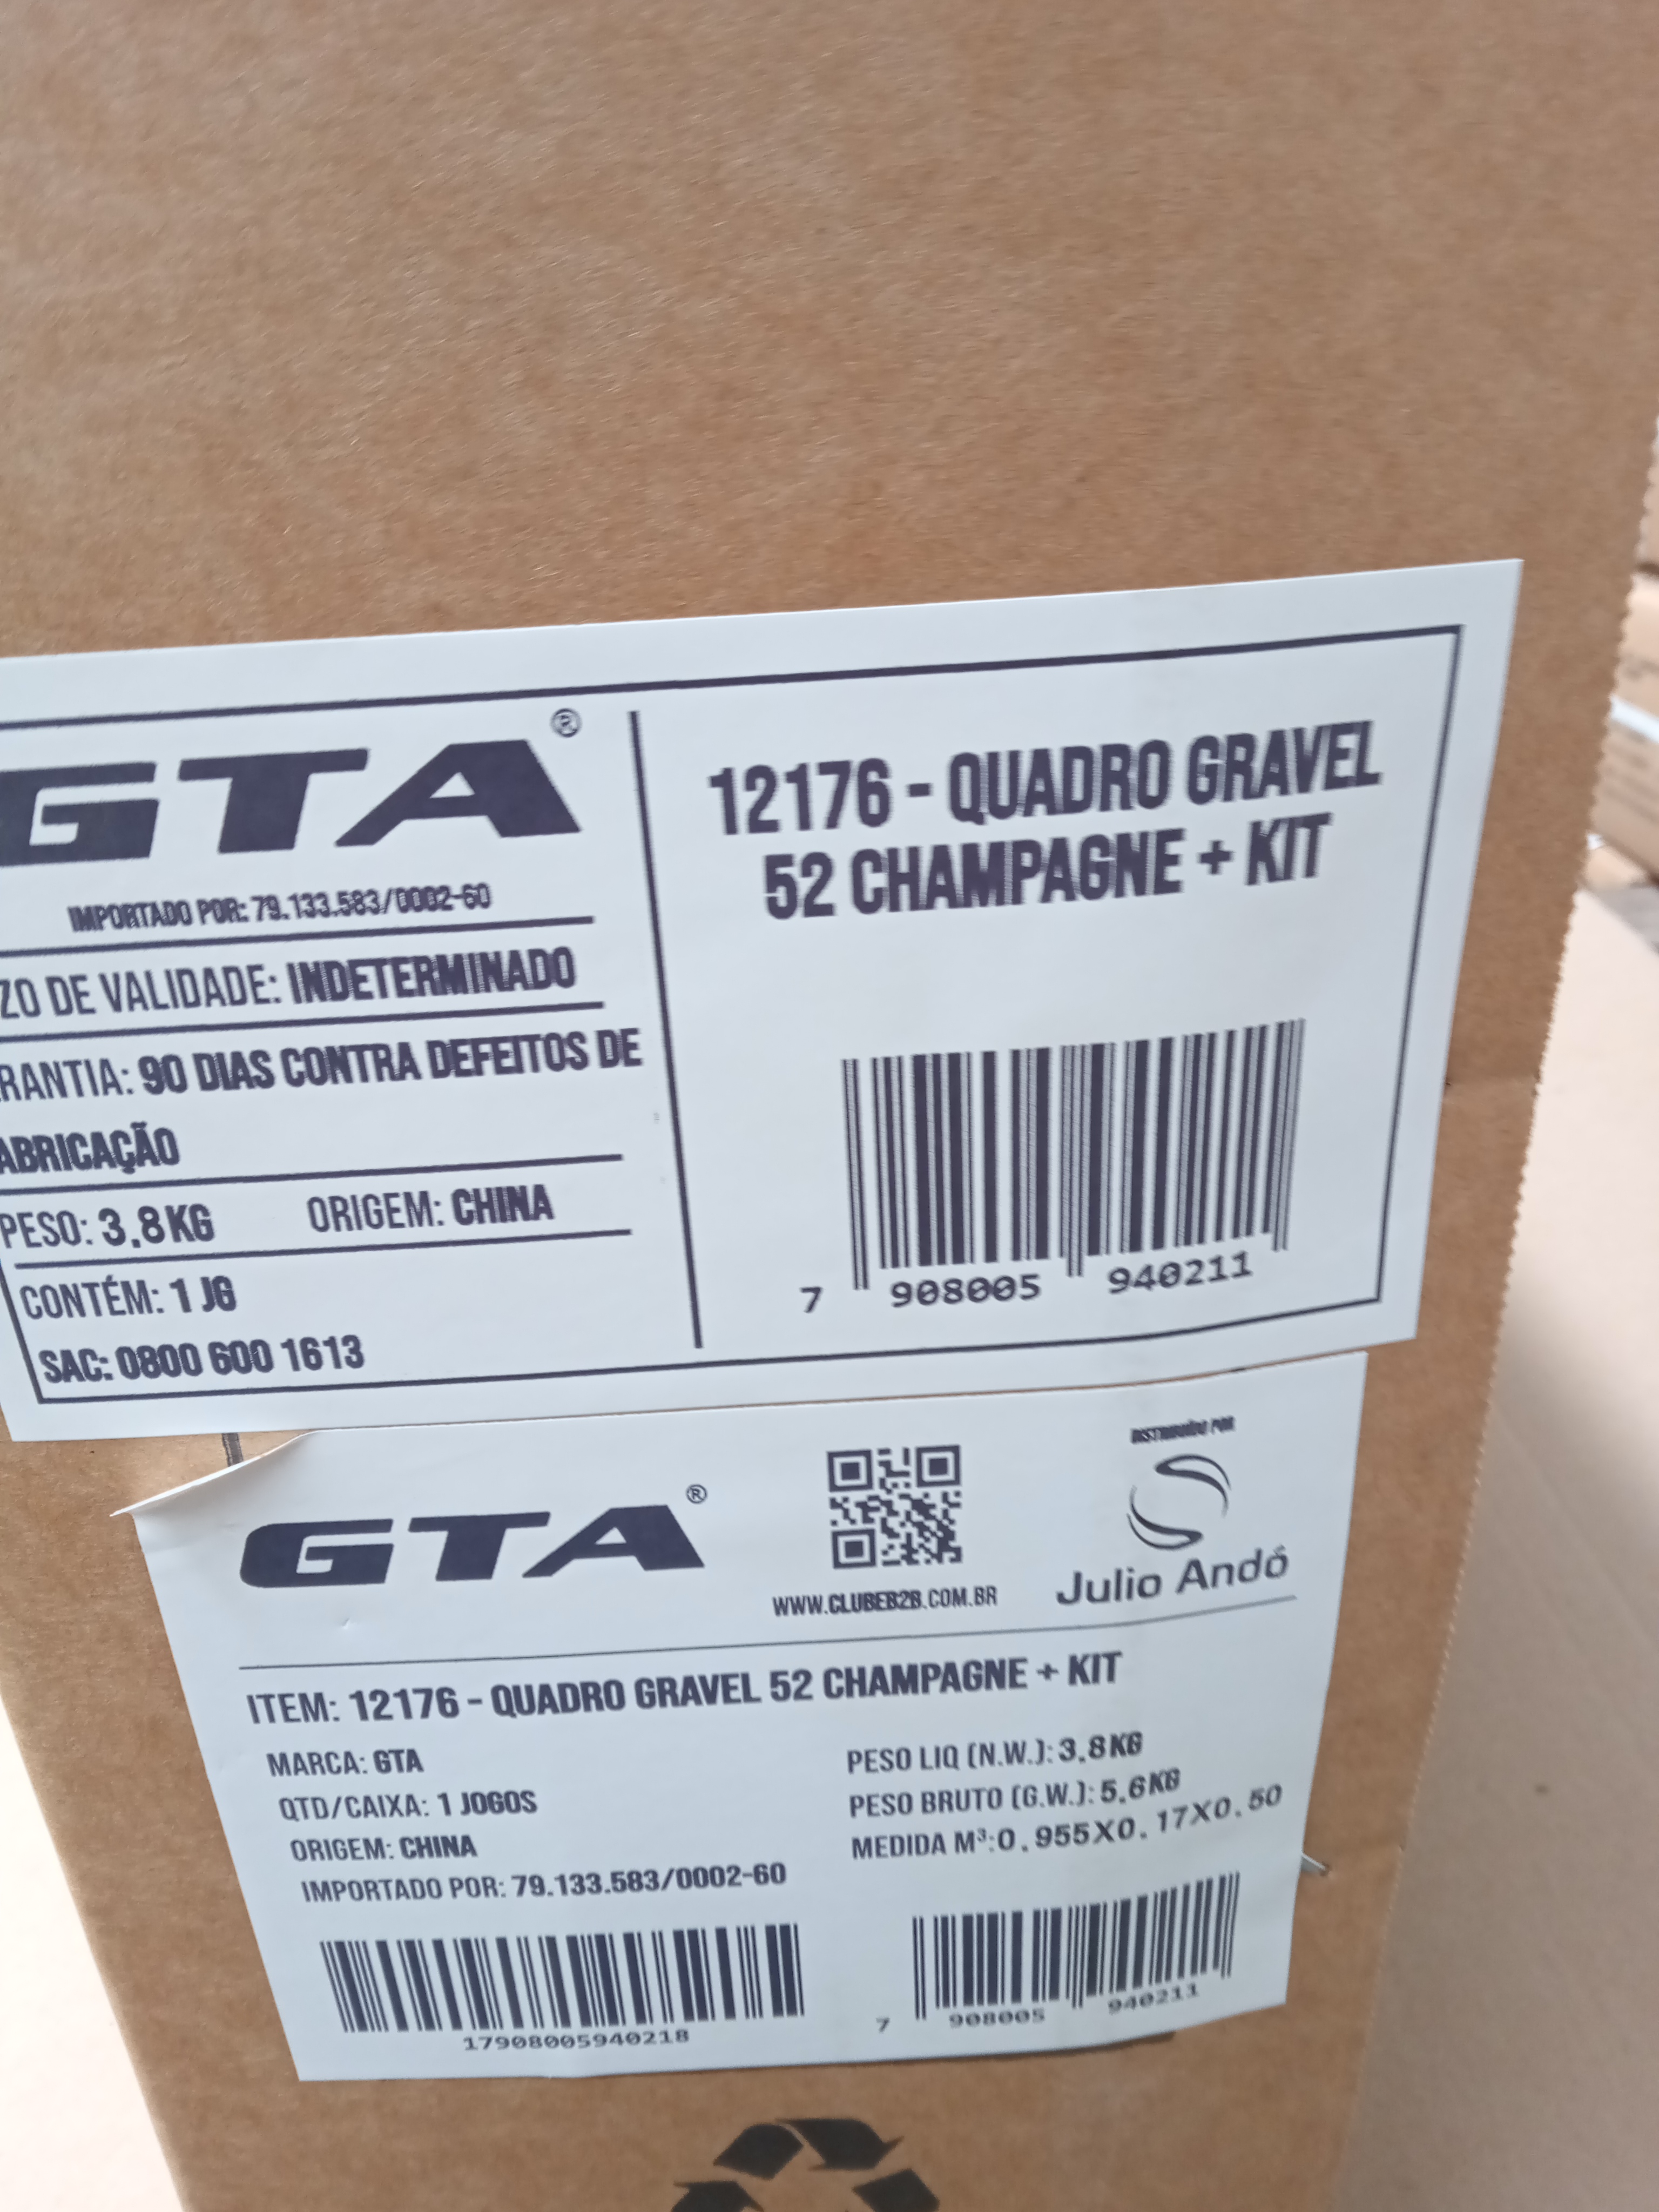 GTA®
IMPORTADO POR: 79.133.583/0002-60
ZO DE VALIDADE: INDETERMINADO
RANTIA: 90 DIAS CONTRA DEFEITOS DE
ABRICAÇÃO
PESO: 3.8KG ORIGEM: CHINA
CONTÉM: 1 JG
SAC: 0800 600 1613
12176 - QUADRO GRAVEL
52 CHAMPAGNE + KIT
7 908005 940211
GTA®
WWW.CLUBEB2B.COM.BR
DISTRIBUÍDO POR
Julio Andó
ITEM: 12176 - QUADRO GRAVEL 52 CHAMPAGNE + KIT
MARCA: GTA
QTD/CAIXA: 1 JOGOS
ORIGEM: CHINA
IMPORTADO POR: 79.133.583/0002-60
PESO LIQ (N.W.): 3.8KG
PESO BRUTO (G.W.): 5.6KG
MEDIDA M³:0.955X0.17X0.50
17908005940218
7 908005 940211